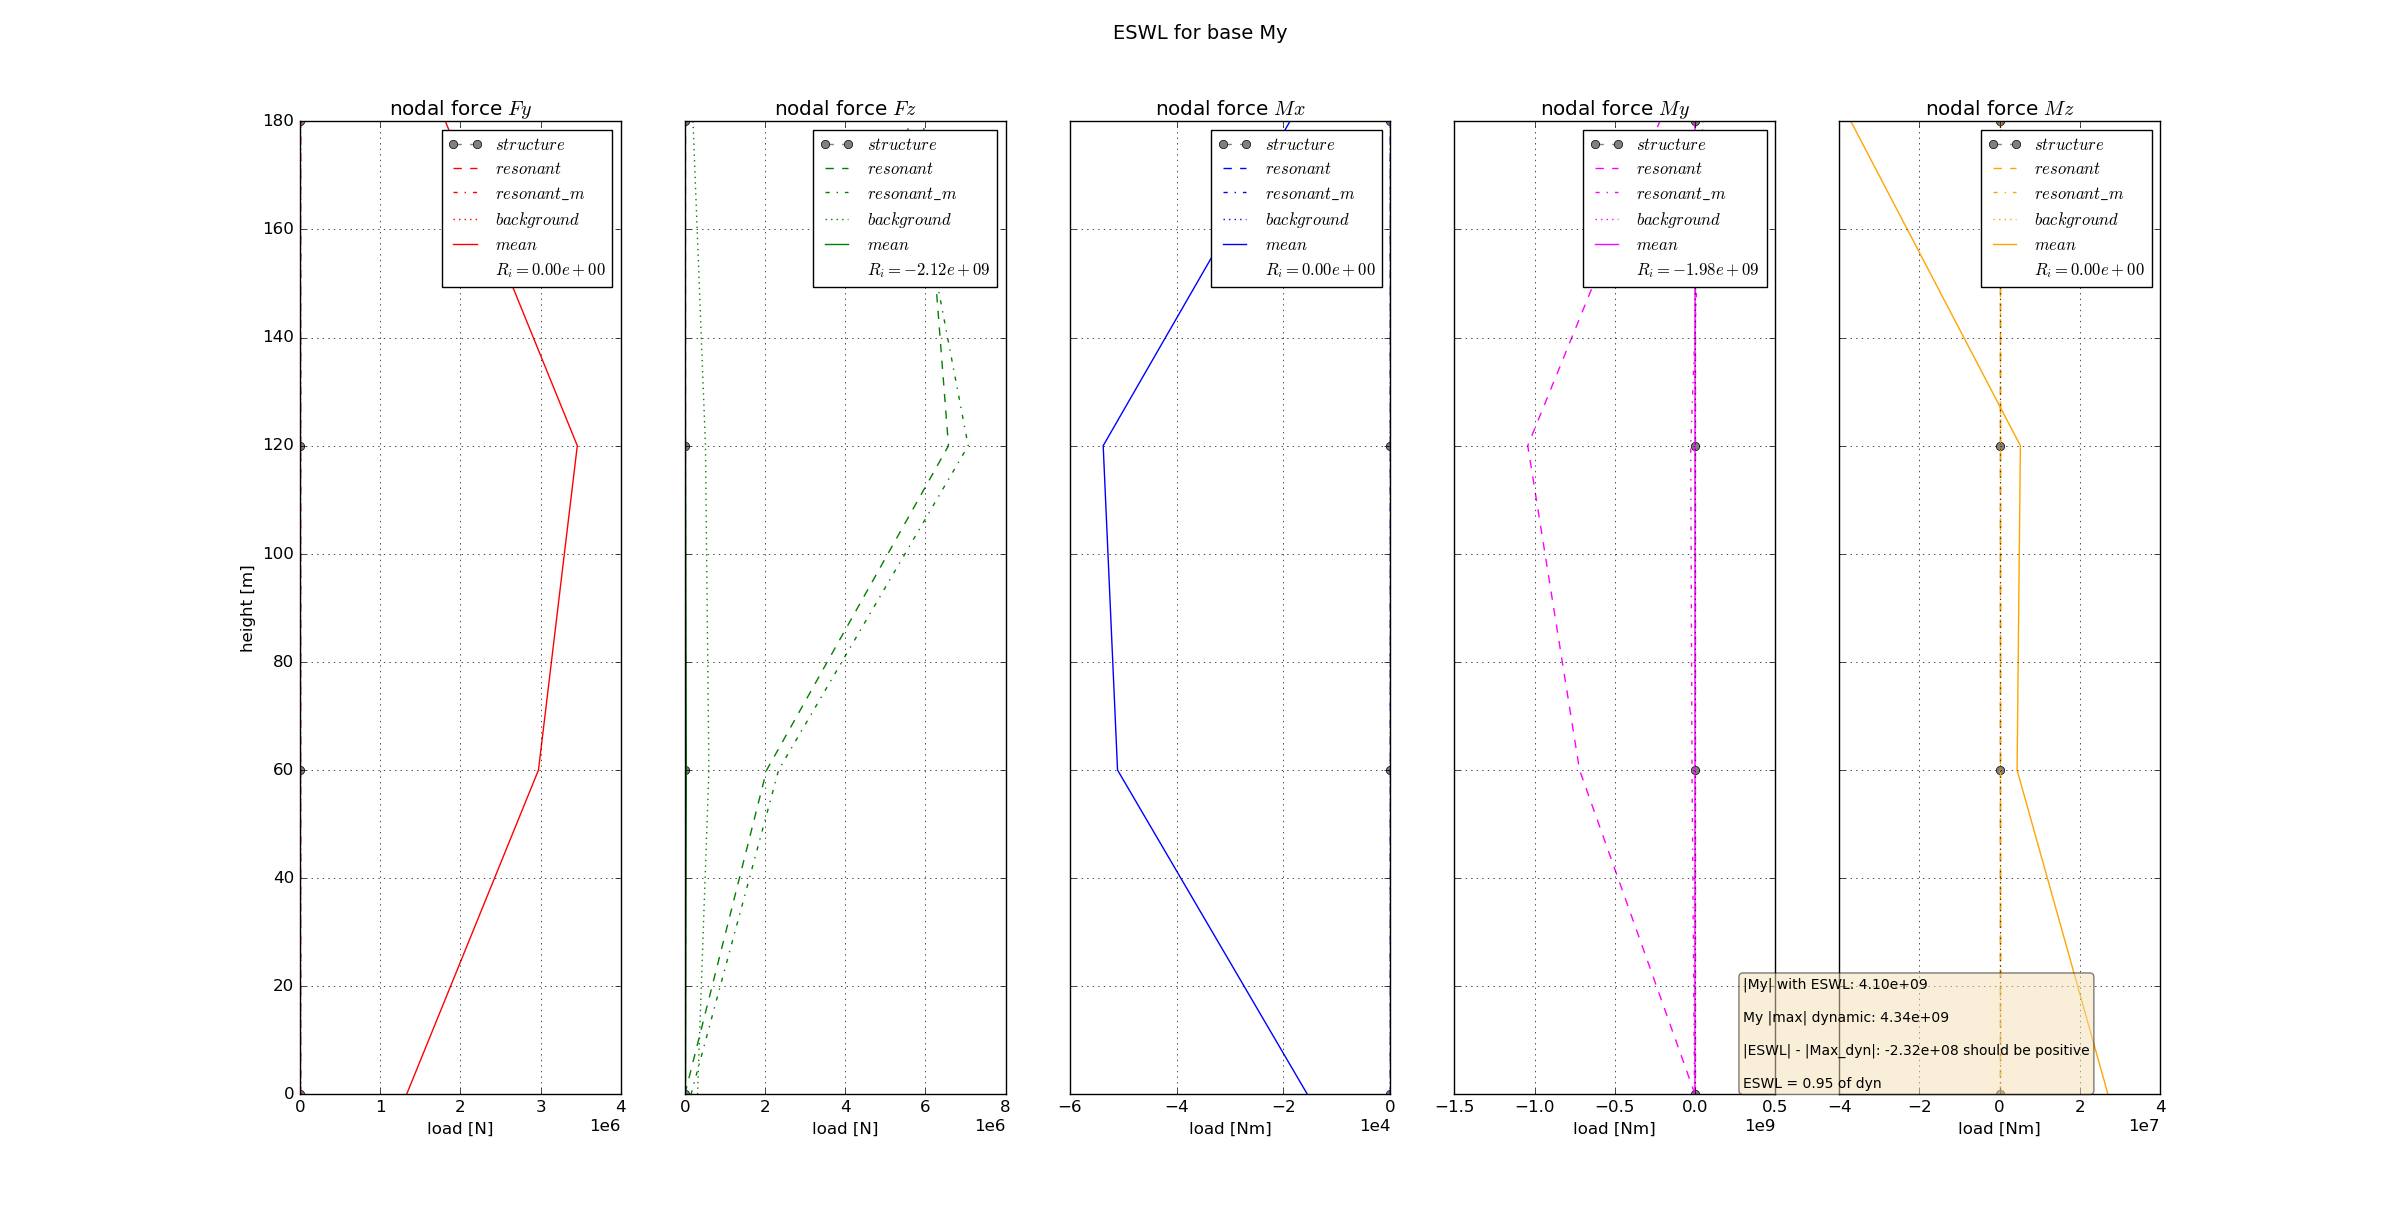 ESWL for base My
nodal force Fy
nodal force Fz
nodal force Mx
nodal force My
nodal force Mz
structure
resonant
resonant_m
background
mean
R_i = 0.00e + 00
structure
resonant
resonant_m
background
mean
R_i = −2.12e + 09
structure
resonant
resonant_m
background
mean
R_i = 0.00e + 00
structure
resonant
resonant_m
background
mean
R_i = −1.98e + 09
structure
resonant
resonant_m
background
mean
R_i = 0.00e + 00
height [m]
180
160
140
120
100
80
60
40
20
0
0 1 2 3 4
1e6
load [N]
0 2 4 6 8
1e6
load [N]
−6 −4 −2 0
1e4
load [Nm]
−1.5 −1.0 −0.5 0.0 0.5
1e9
load [Nm]
−4 −2 0 2 4
1e7
load [Nm]
|My| with ESWL: 4.10e+09
My |max| dynamic: 4.34e+09
|ESWL| - |Max_dyn|: -2.32e+08 should be positive
ESWL = 0.95 of dyn